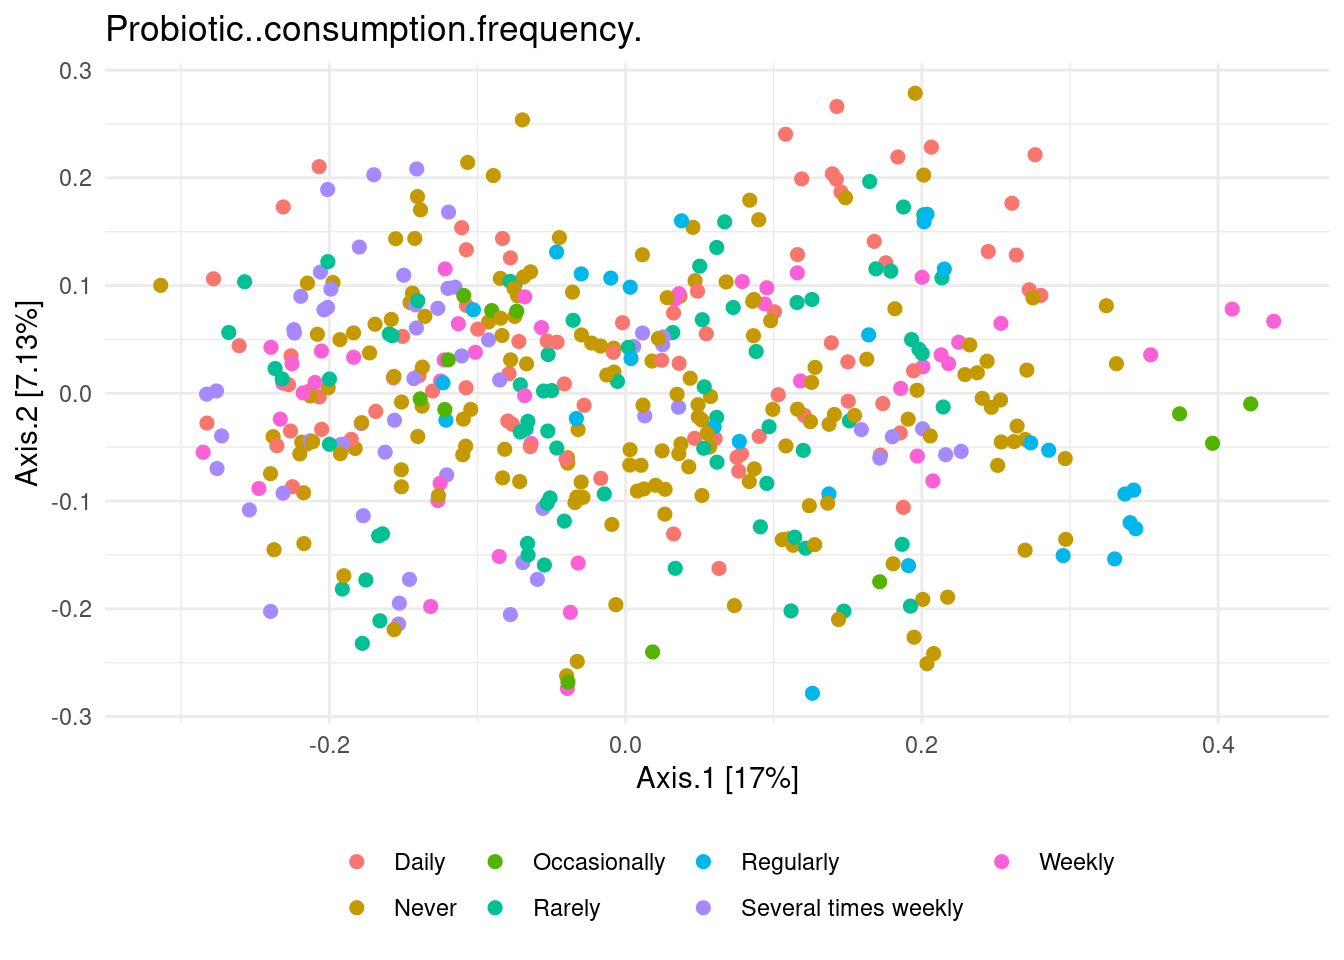 Probiotic..consumption.frequency.
0.3
0.2
0.1
0.0
-0.1
-0.2
-0.3
Axis.2 [7.13%]
-0.2 0.0 0.2 0.4
Axis.1 [17%]
Daily Occasionally Regularly Weekly
Never Rarely Several times weekly